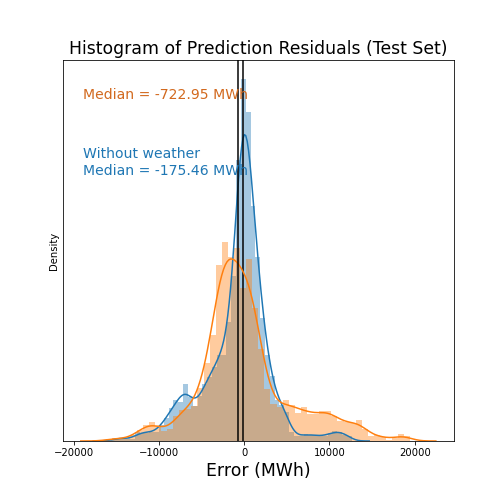 Histogram of Prediction Residuals (Test Set)
Median = -722.95 MWh
Without weather
Median = -175.46 MWh
Density
−20000
−10000
0
10000
20000
Error (MWh)